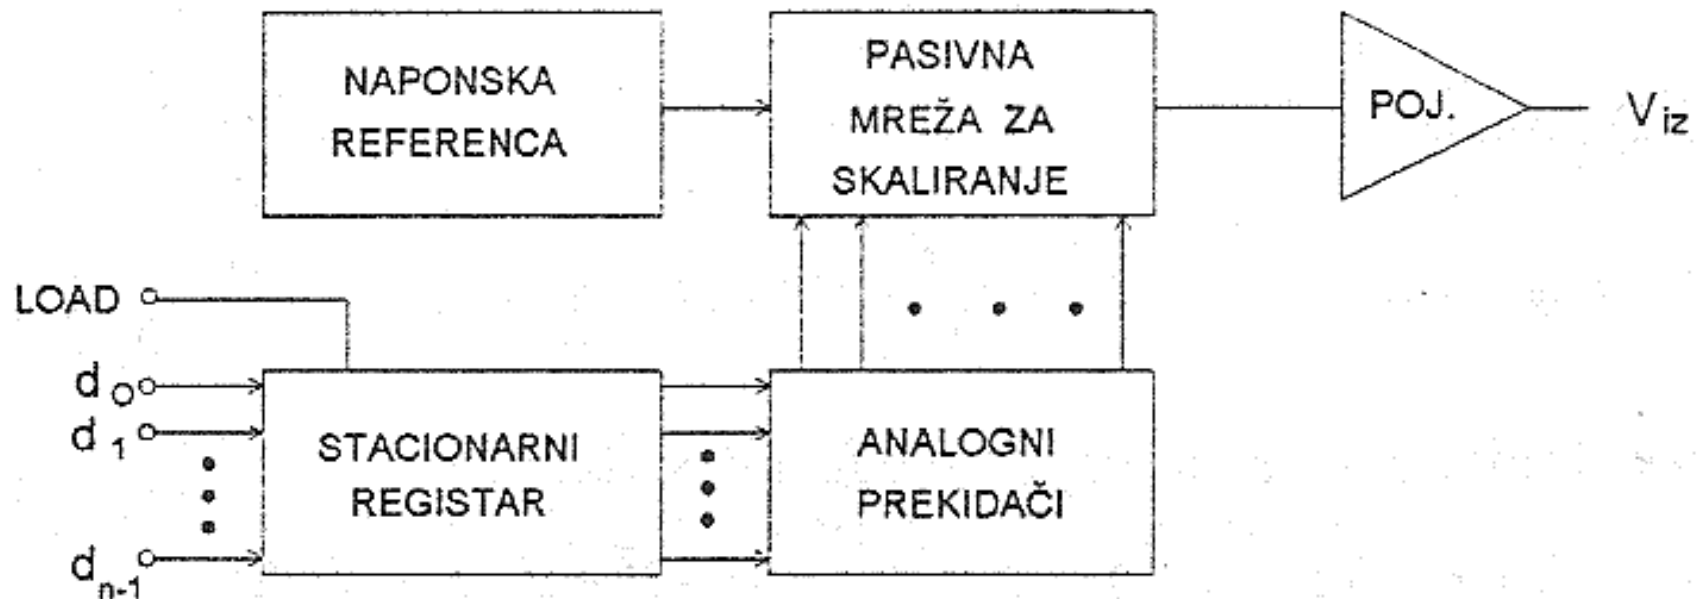 NAPONSKA
REFERENCA
PASIVNA
MREŽA ZA
SKALIRANJE
POJ.
V_iz
LOAD
d_0
d_1
d_n-1
STACIONARNI
REGISTAR
ANALOGNI
PREKIDAČI